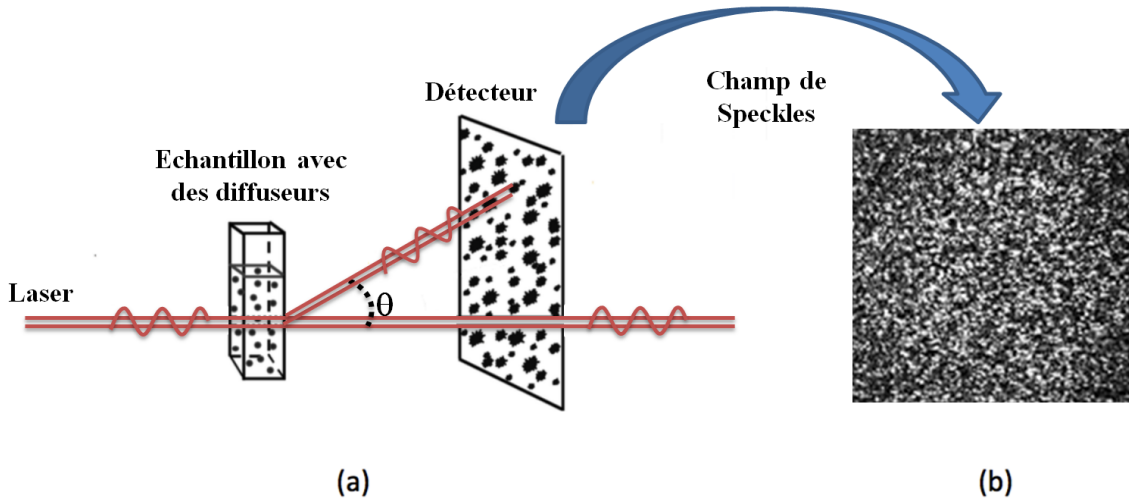 Champ de
Speckles
Détecteur
Echantillon avec
des diffuseurs
Laser
θ
(a)
(b)